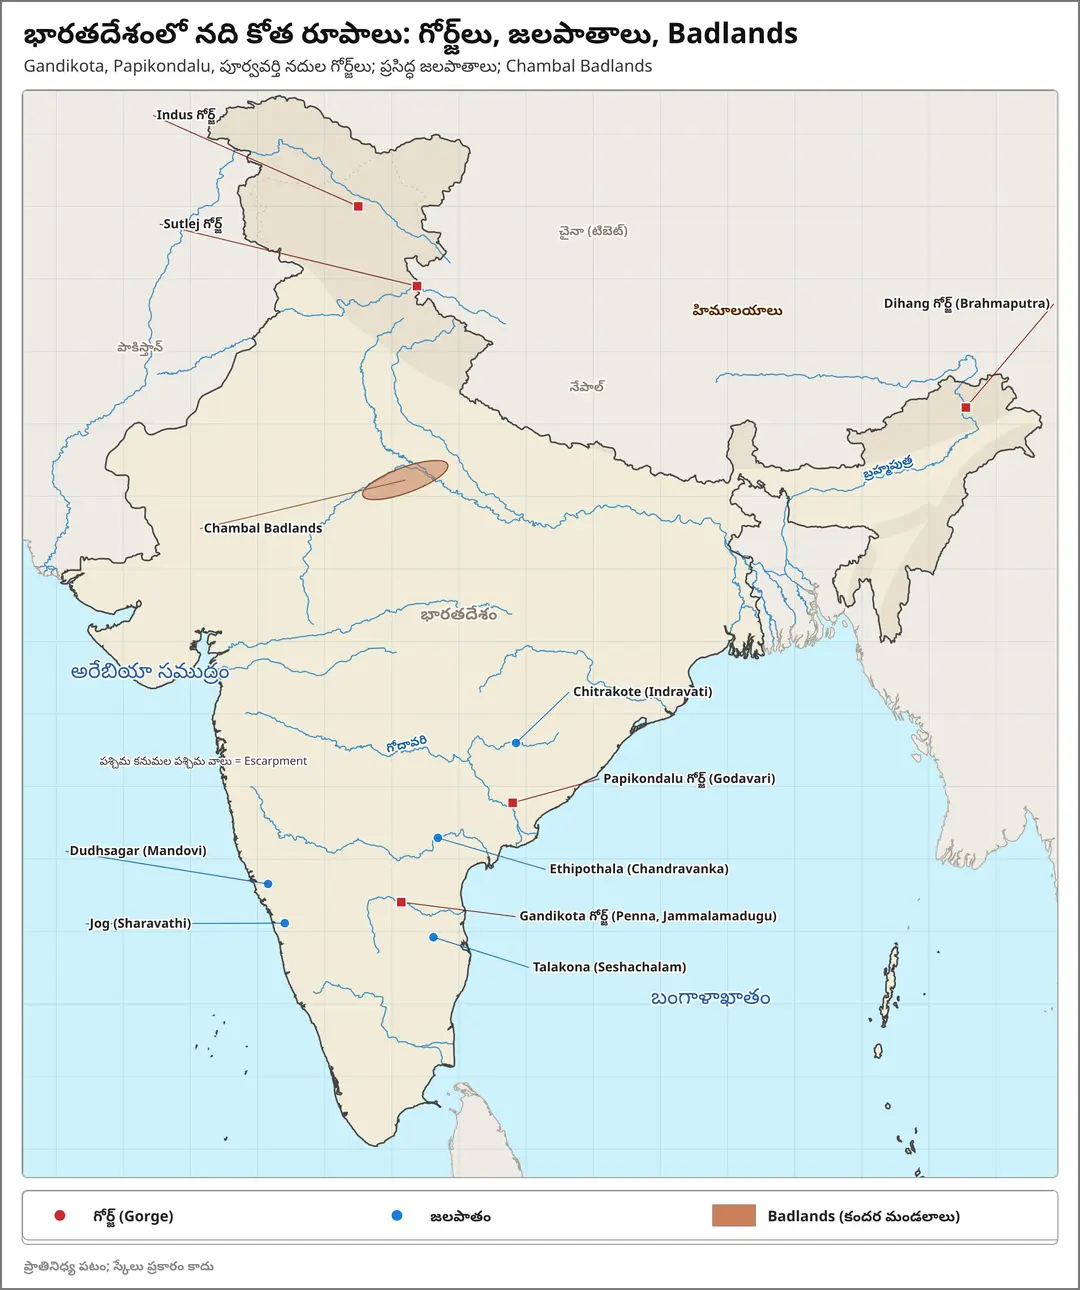 భారతదేశంలో నది కోత రూపాలు: గోర్జ్‌లు, జలపాతాలు, Badlands
Gandikota, Papikondalu, పూర్వవర్తి నదుల గోర్జ్‌లు; ప్రసిద్ధ జలపాతాలు; Chambal Badlands
Indus గోర్జ్
Sutlej గోర్జ్
చైనా (టిబెట్)
Dihang గోర్జ్ (Brahmaputra)
హిమాలయాలు
పాకిస్తాన్
నేపాల్
బ్రహ్మపుత్ర
Chambal Badlands
భారతదేశం
అరేబియా సముద్రం
Chitrakote (Indravati)
గోదావరి
పశ్చిమ కనుమల పశ్చిమ వాలు = Escarpment
Papikondalu గోర్జ్ (Godavari)
Dudhsagar (Mandovi)
Ethipothala (Chandravanka)
Gandikota గోర్జ్ (Penna, Jammalamadugu)
Jog (Sharavathi)
Talakona (Seshachalam)
బంగాళాఖాతం
గోర్జ్ (Gorge)
జలపాతం
Badlands (కందర మండలాలు)
ప్రాతినిధ్య పటం; స్కేలు ప్రకారం కాదు